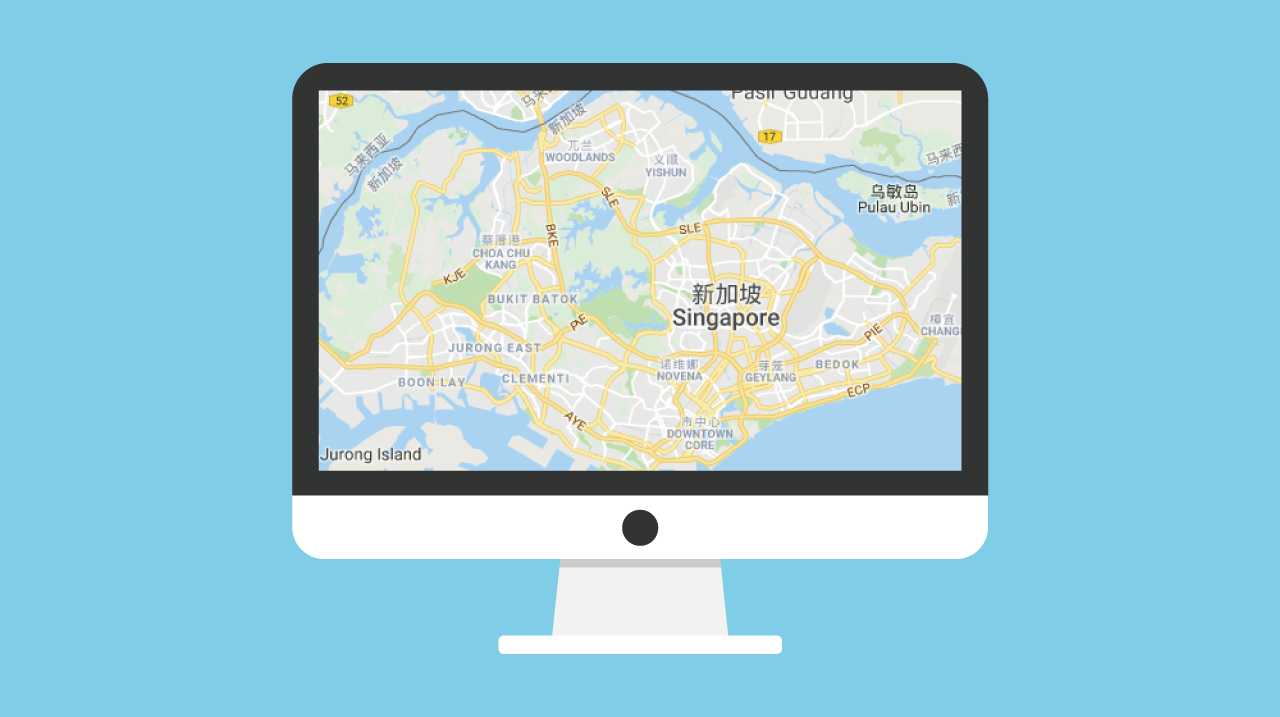 Pasir Gudang
52
马来
新加坡
17
马来西亚
新加坡
兀兰
WOODLANDS
义顺
YISHUN
马来西
乌敏岛
Pulau Ubin
新
SLE
SLE
BKE
蔡厝港
CHOA CHU
KANG
KJE
BUKIT BATOK
新加坡
Singapore
PIE
PIE
樟宜
CHANGI
JURONG EAST
诺维娜
NOVENA
芽笼
GEYLANG
BEDOK
BOON LAY
CLEMENTI
ECP
AYE
市中心
DOWNTOWN
CORE
Jurong Island